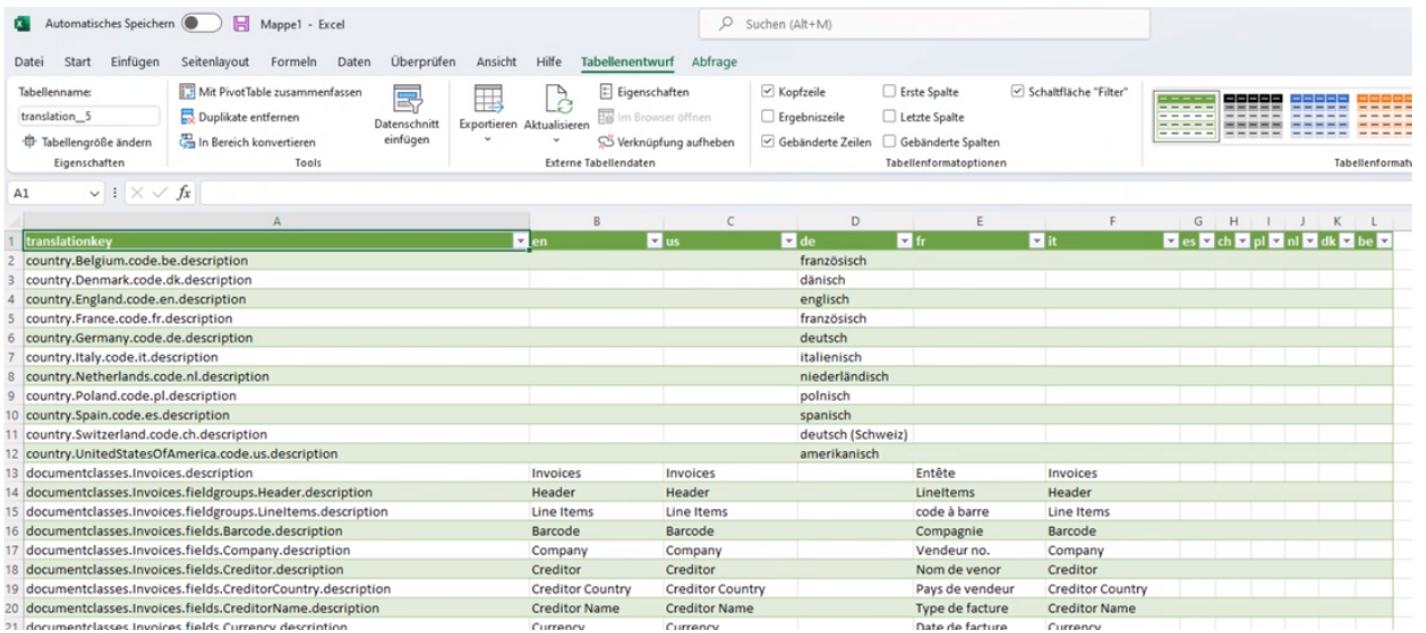 Automatisches Speichern Mappe1 - Excel Suchen (Alt+M)
Datei Start Einfügen Seitenlayout Formeln Daten Überprüfen Ansicht Hilfe Tabellenentwurf Abfrage
Tabellenname:
translation__5
Tabellengröße ändern
Eigenschaften
Mit PivotTable zusammenfassen
Duplikate entfernen
In Bereich konvertieren
Datenschnitt
einfügen
Tools
Exportieren
Aktualisieren
Eigenschaften
Im Browser öffnen
Verknüpfung aufheben
Externe Tabellendaten
Kopfzeile Erste Spalte Schaltfläche "Filter"
Ergebniszeile Letzte Spalte
Gebänderte Zeilen Gebänderte Spalten
Tabellenformatoptionen
Tabellenformatv
A1 fx
A B C D E F G H I J K L
1 translationkey en us de fr it es ch pl nl dk be
2 country.Belgium.code.be.description französisch
3 country.Denmark.code.dk.description dänisch
4 country.England.code.en.description englisch
5 country.France.code.fr.description französisch
6 country.Germany.code.de.description deutsch
7 country.Italy.code.it.description italienisch
8 country.Netherlands.code.nl.description niederländisch
9 country.Poland.code.pl.description polnisch
10 country.Spain.code.es.description spanisch
11 country.Switzerland.code.ch.description deutsch (Schweiz)
12 country.UnitedStatesOfAmerica.code.us.description amerikanisch
13 documentclasses.Invoices.description Invoices Invoices Entête Invoices
14 documentclasses.Invoices.fieldgroups.Header.description Header Header LineItems Header
15 documentclasses.Invoices.fieldgroups.LineItems.description Line Items Line Items code à barre Line Items
16 documentclasses.Invoices.fields.Barcode.description Barcode Barcode Compagnie Barcode
17 documentclasses.Invoices.fields.Company.description Company Company Vendeur no. Company
18 documentclasses.Invoices.fields.Creditor.description Creditor Creditor Nom de venor Creditor
19 documentclasses.Invoices.fields.CreditorCountry.description Creditor Country Creditor Country Pays de vendeur Creditor Country
20 documentclasses.Invoices.fields.CreditorName.description Creditor Name Creditor Name Type de facture Creditor Name
21 documentclasses.Invoices.fields.Currency.description Currency Currency Date de facture Currency